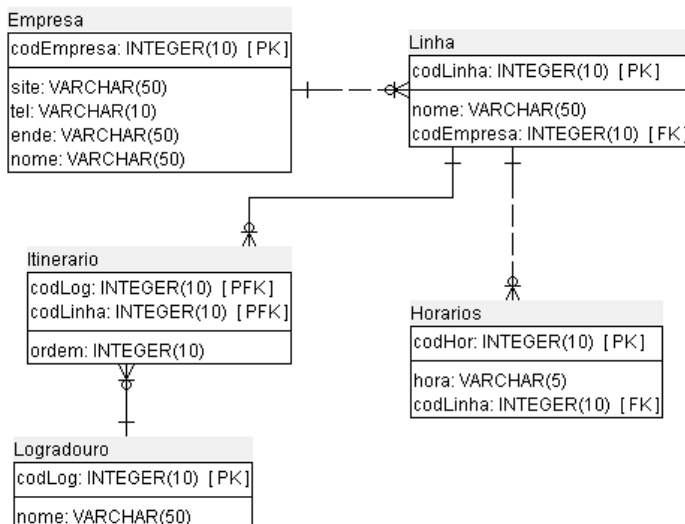 Empresa
codEmpresa: INTEGER(10) [PK]
site: VARCHAR(50)
tel: VARCHAR(10)
ende: VARCHAR(50)
nome: VARCHAR(50)
Linha
codLinha: INTEGER(10) [PK]
nome: VARCHAR(50)
codEmpresa: INTEGER(10) [FK]
Itinerario
codLog: INTEGER(10) [PFK]
codLinha: INTEGER(10) [PFK]
ordem: INTEGER(10)
Horarios
codHor: INTEGER(10) [PK]
hora: VARCHAR(5)
codLinha: INTEGER(10) [FK]
Logradouro
codLog: INTEGER(10) [PK]
nome: VARCHAR(50)